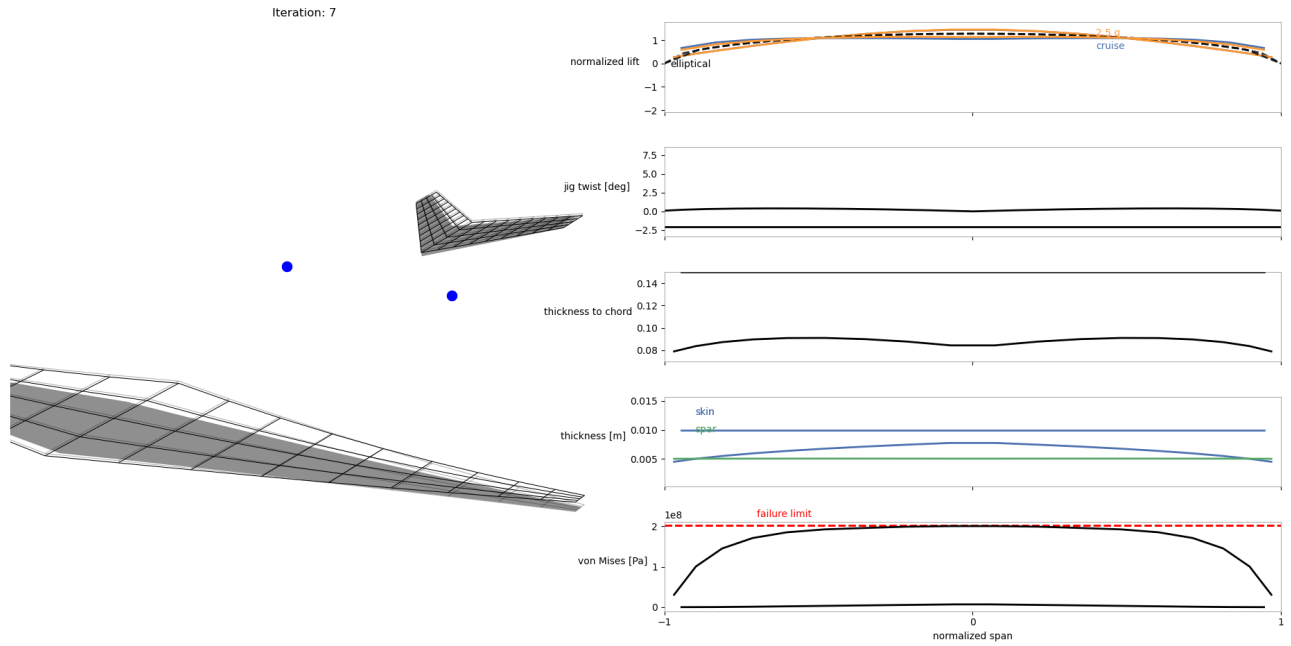 Iteration: 7
normalized lift
1
0
−1
−2
2.5 g
cruise
elliptical
jig twist [deg]
7.5
5.0
2.5
0.0
−2.5
thickness to chord
0.14
0.12
0.10
0.08
thickness [m]
0.015
0.010
0.005
skin
spar
1e8
failure limit
von Mises [Pa]
2
1
0
−1
0
1
normalized span